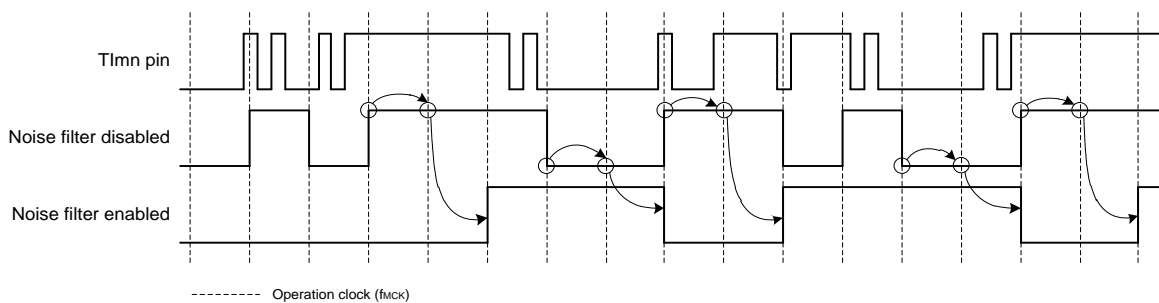 TImn pin
Noise filter disabled
Noise filter enabled
Operation clock (fMCK)